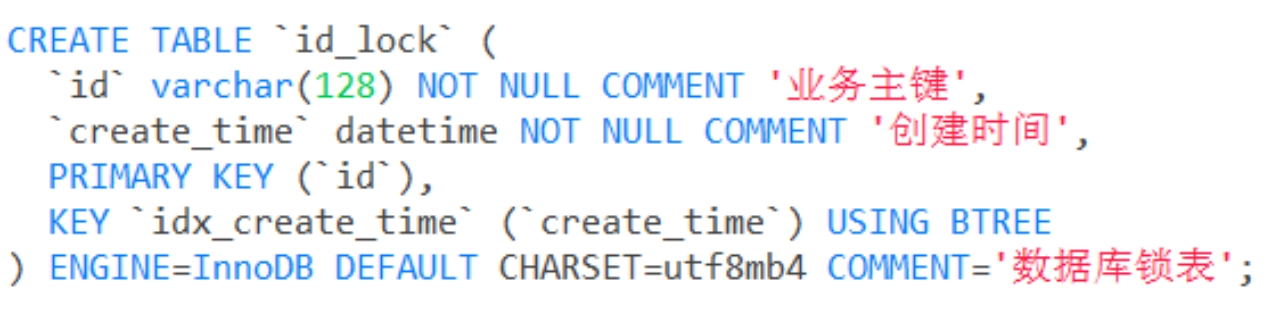 CREATE TABLE `id_lock` (
  `id` varchar(128) NOT NULL COMMENT '业务主键',
  `create_time` datetime NOT NULL COMMENT '创建时间',
  PRIMARY KEY (`id`),
  KEY `idx_create_time` (`create_time`) USING BTREE
) ENGINE=InnoDB DEFAULT CHARSET=utf8mb4 COMMENT='数据库锁表';